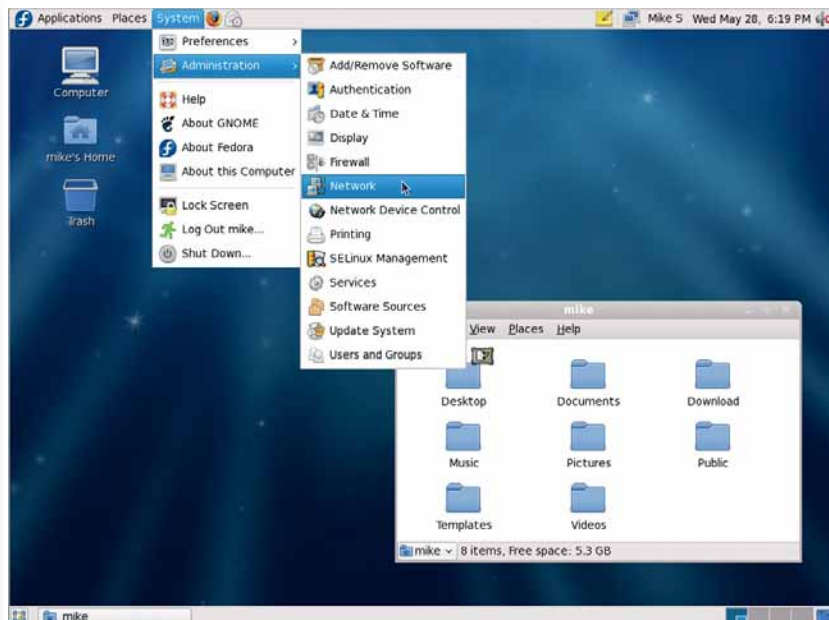 Applications Places System Mike S Wed May 28, 6:19 PM
Computer
mike's Home
Trash
Preferences
Administration
Help
About GNOME
About Fedora
About this Computer
Lock Screen
Log Out mike...
Shut Down...
Add/Remove Software
Authentication
Date & Time
Display
Firewall
Network
Network Device Control
Printing
SELinux Management
Services
Software Sources
Update System
Users and Groups
mike
View Places Help
Desktop Documents Download
Music Pictures Public
Templates Videos
mike 8 items, Free space: 5.3 GB
mike